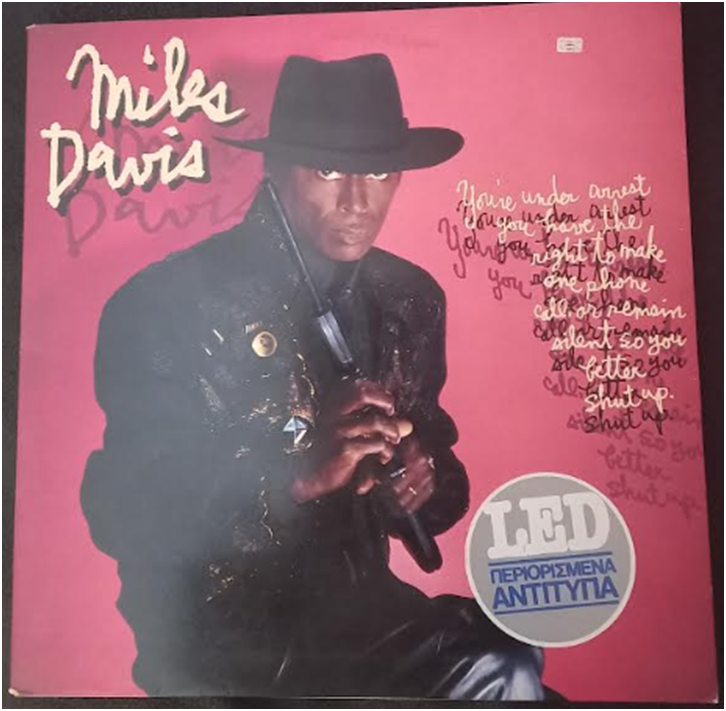 Miles
Davis
You're under arrest
you have the
right to make
one phone
call or remain
silent so you
better
shut up.
LED
ΠΕΡΙΟΡΙΣΜΕΝΑ
ΑΝΤΙΤΥΠΑ